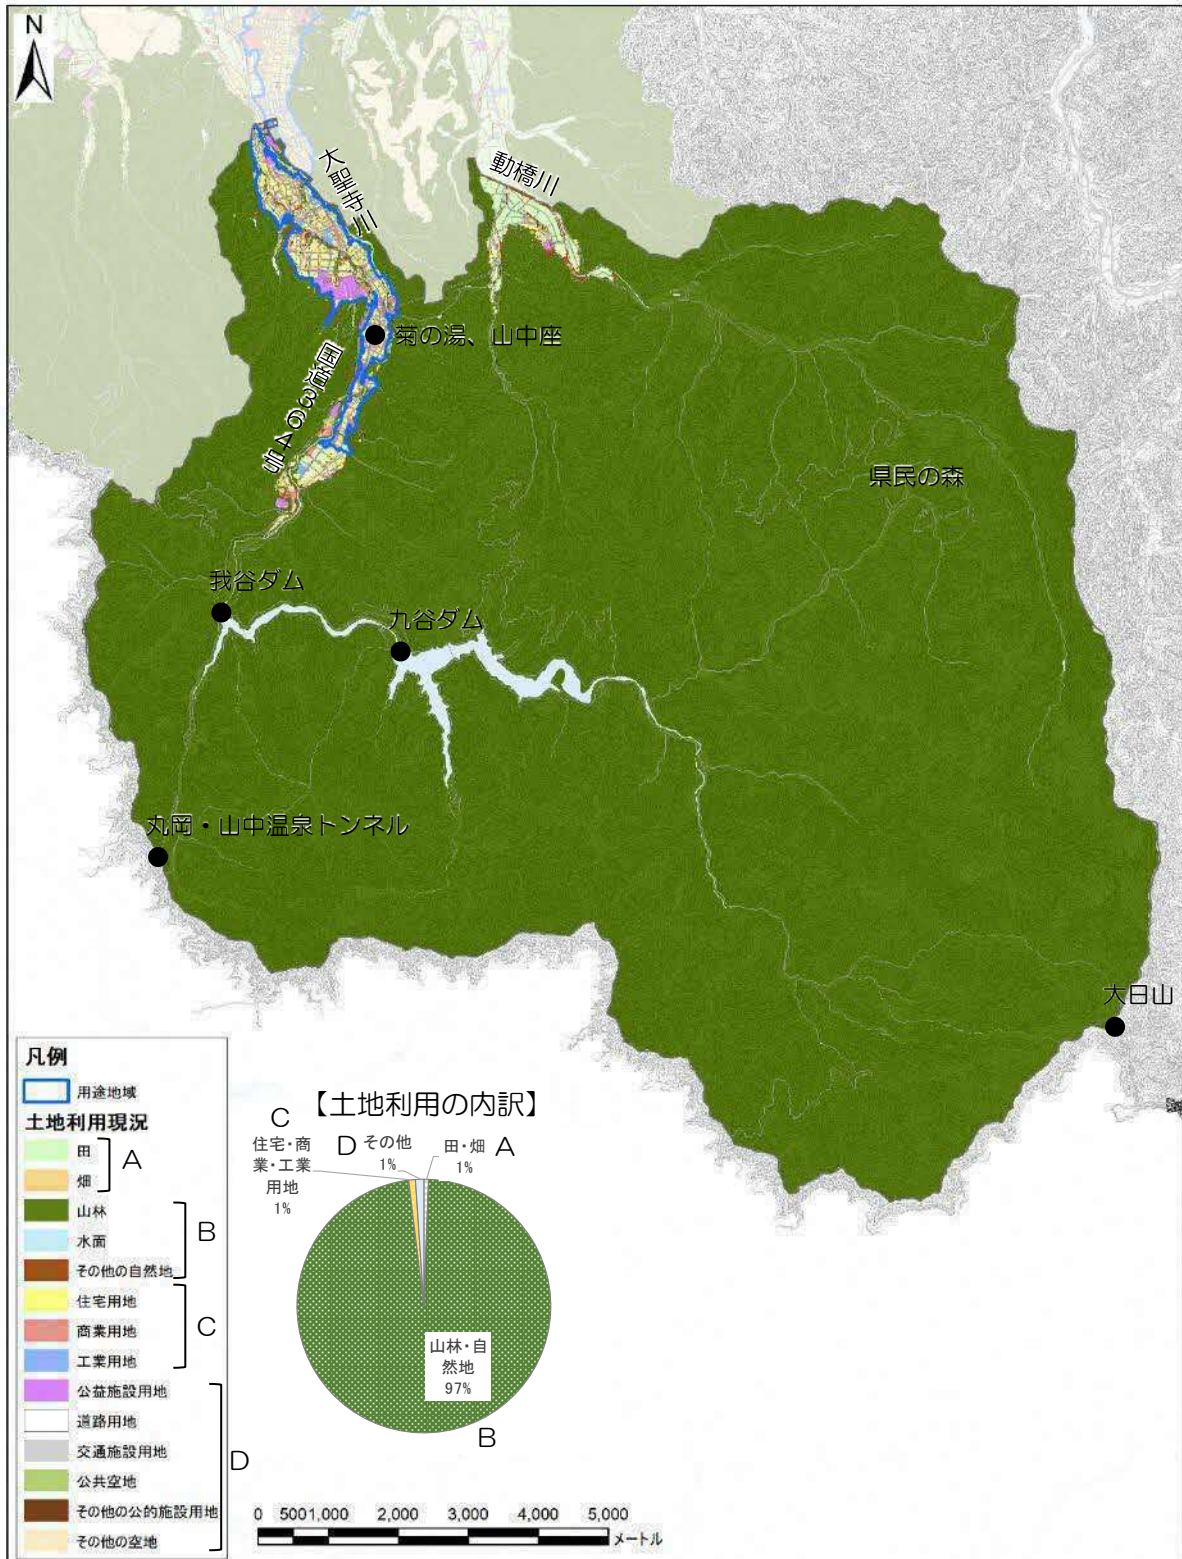 N
大聖寺川
動橋川
菊の湯、山中座
国道364号
県民の森
我谷ダム
九谷ダム
丸岡・山中温泉トンネル
大日山
凡例
用途地域
土地利用現況
田
畑
A
山林
水面
その他の自然地
B
住宅用地
商業用地
工業用地
C
公益施設用地
道路用地
交通施設用地
公共空地
その他の公的施設用地
その他の空地
D
【土地利用の内訳】
C
住宅・商
業・工業
用地
1%
D その他
1%
田・畑 A
1%
山林・自
然地
97%
B
0 500 1,000 2,000 3,000 4,000 5,000
メートル